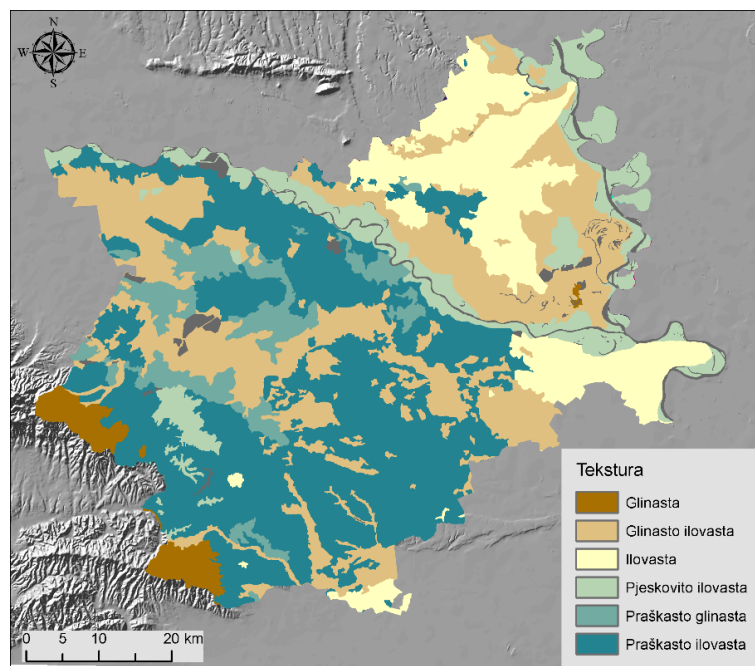 N
W E
S
Tekstura
Glinasta
Glinasto ilovasta
Ilovasta
Pjeskovito ilovasta
Praškasto glinasta
Praškasto ilovasta
0 5 10 20 km